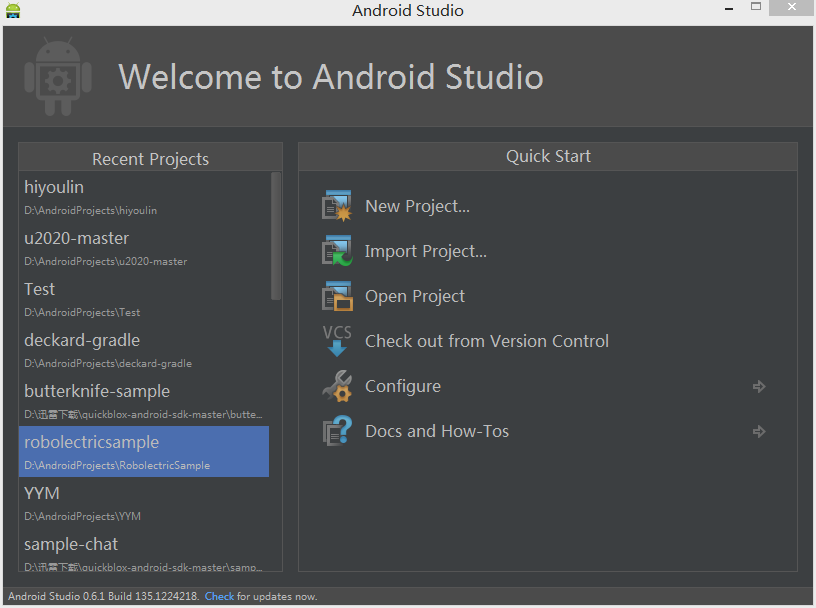 Android Studio
Welcome to Android Studio
Recent Projects
hiyoulin
D:\AndroidProjects\hiyoulin
u2020-master
D:\AndroidProjects\u2020-master
Test
D:\AndroidProjects\Test
deckard-gradle
D:\AndroidProjects\deckard-gradle
butterknife-sample
D:\迅雷下载\quickblox-android-sdk-master\butte...
robolectricsample
D:\AndroidProjects\RobolectricSample
YYM
D:\AndroidProjects\YYM
sample-chat
D:\迅雷下载\quickblox-android-sdk-master\samp...
Quick Start
New Project...
Import Project...
Open Project
VCS
Check out from Version Control
Configure
Docs and How-Tos
Android Studio 0.6.1 Build 135.1224218. Check for updates now.